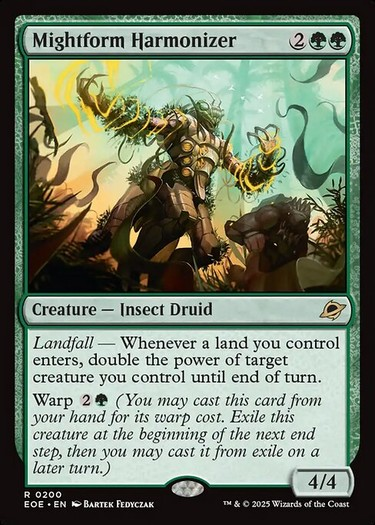 Mightform Harmonizer 2
Creature — Insect Druid
Landfall — Whenever a land you control
enters, double the power of target
creature you control until end of turn.
Warp 2 (You may cast this card from
your hand for its warp cost. Exile this
creature at the beginning of the next end
step, then you may cast it from exile on a
later turn.)
4/4
R 0200
EOE • EN Bartek Fedyczak
™ & © 2025 Wizards of the Coast